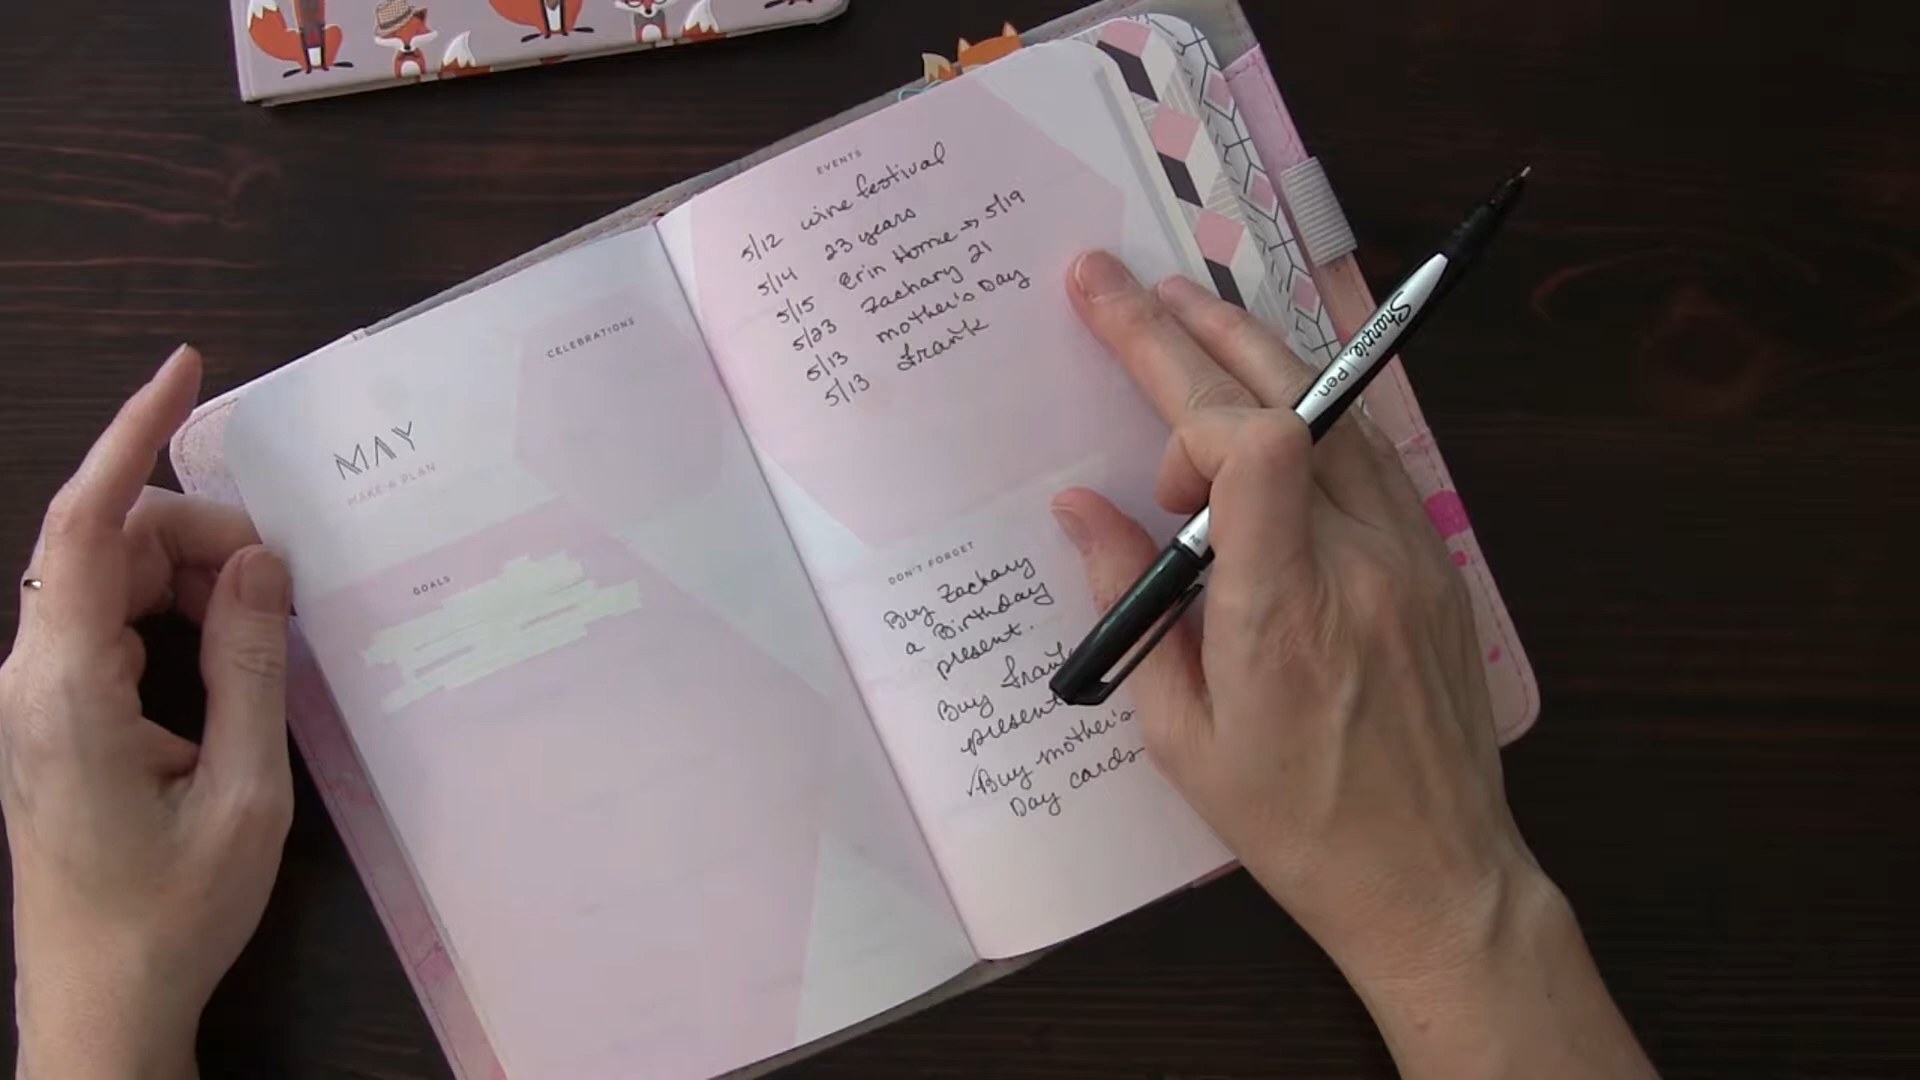 MAY
MAKE A PLAN
CELEBRATIONS
GOALS
EVENTS
5/12 wine festival
5/14 23 years
5/15 Erin Home → 5/19
5/23 Zachary 21
5/13 mother's Day
5/13 Frank
DON'T FORGET
Buy Zachary
a Birthday
present.
Buy Frank
present
✓Buy mother's
Day cards
Sharpie. Pen.